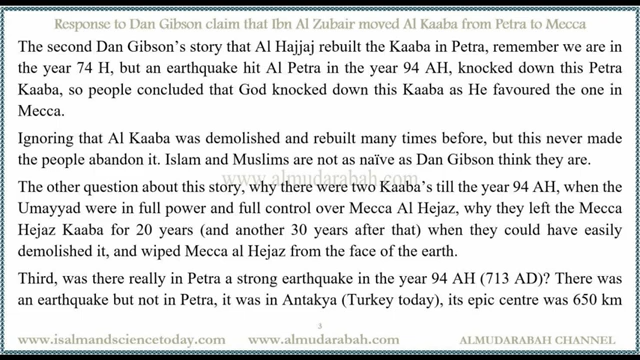 Response to Dan Gibson claim that Ibn Al Zubair moved Al Kaaba from Petra to Mecca
The second Dan Gibson's story that Al Hajjaj rebuilt the Kaaba in Petra, remember we are in
the year 74 H, but an earthquake hit Al Petra in the year 94 AH, knocked down this Petra
Kaaba, so people concluded that God knocked down this Kaaba as He favoured the one in
Mecca.
Ignoring that Al Kaaba was demolished and rebuilt many times before, but this never made
the people abandon it. Islam and Muslims are not as naïve as Dan Gibson think they are.
www.almudarabah.com
The other question about this story, why there were two Kaaba's till the year 94 AH, when the
Umayyad were in full power and full control over Mecca Al Hejaz, why they left the Mecca
Hejaz Kaaba for 20 years (and another 30 years after that) when they could have easily
demolished it, and wiped Mecca al Hejaz from the face of the earth.
Third, was there really in Petra a strong earthquake in the year 94 AH (713 AD)? There was
an earthquake but not in Petra, it was in Antakya (Turkey today), its epic centre was 650 km
3
www.isalmandsciencetoday.com www.almudarabah.com ALMUDARABAH CHANNEL